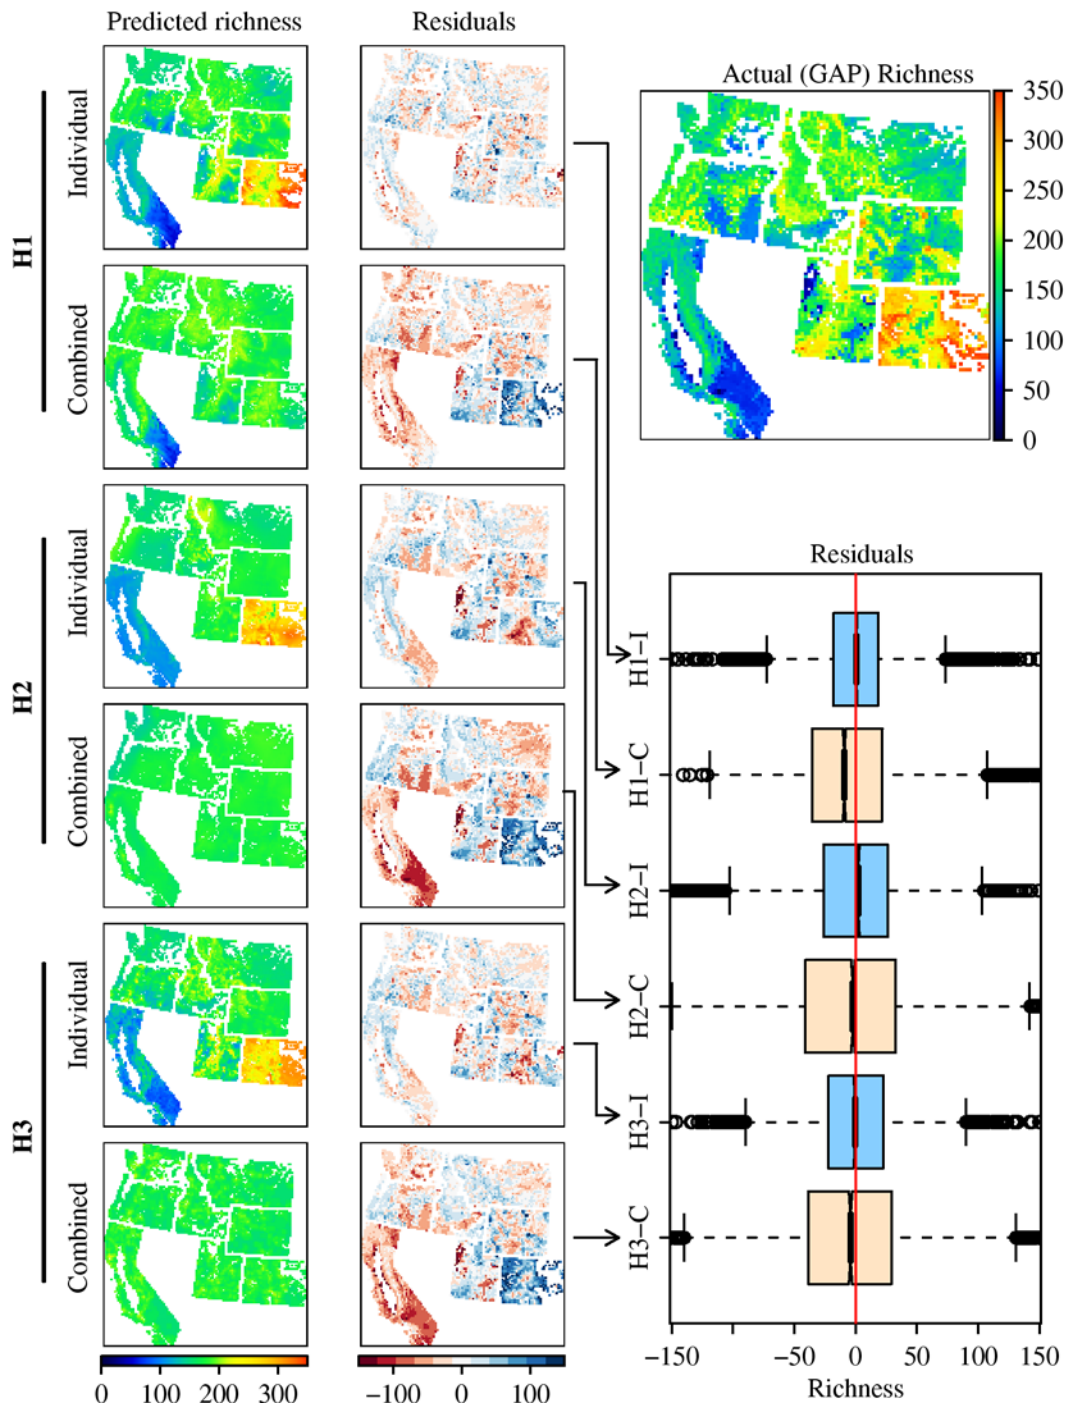 Predicted richness
Residuals
Actual (GAP) Richness
H1
Individual
Combined
H2
Individual
Combined
H3
Individual
Combined
0 100 200 300
−100 0 100
350
300
250
200
150
100
50
0
Residuals
H1−I
H1−C
H2−I
H2−C
H3−I
H3−C
−150 −50 0 50 100 150
Richness